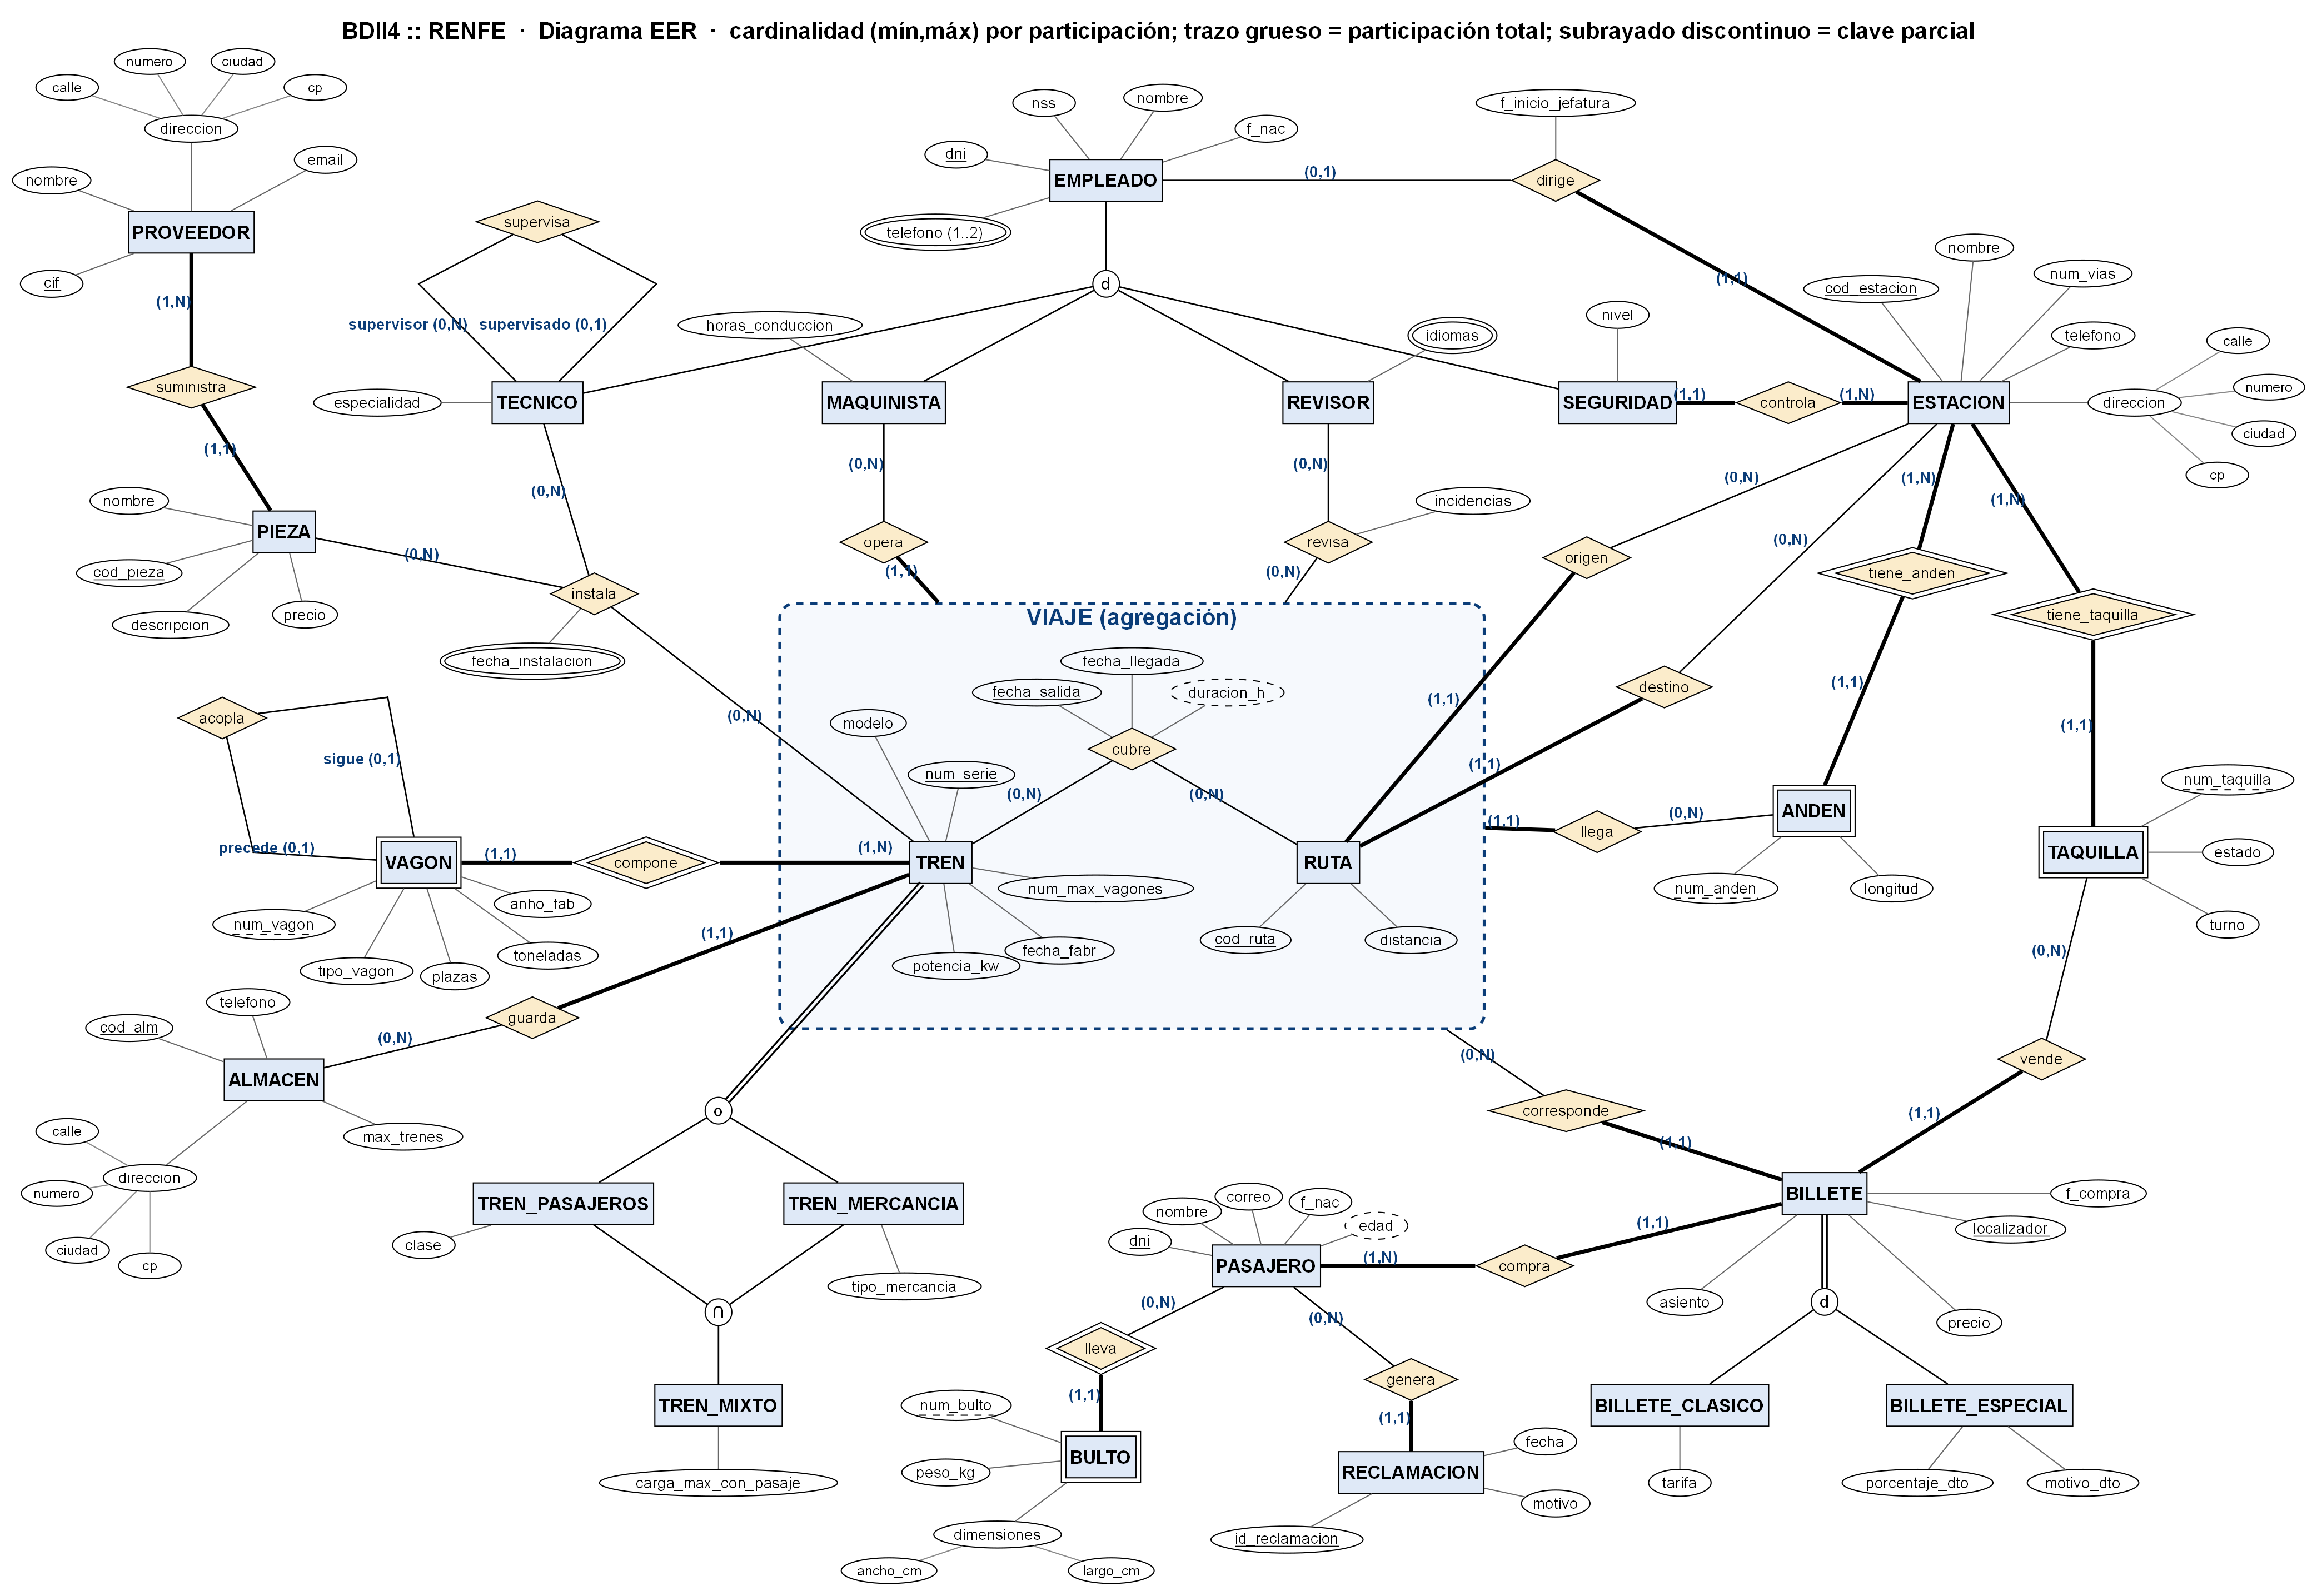 BDII4 :: RENFE · Diagrama EER · cardinalidad (mín,máx) por participación; trazo grueso = participación total; subrayado discontinuo = clave parcial
numero
ciudad
calle
cp
direccion
nombre
email
PROVEEDOR
cif
(1,N)
suministra
(1,1)
nombre
PIEZA
cod_pieza
descripcion
precio
(0,N)
supervisa
supervisor (0,N)
supervisado (0,1)
especialidad
TECNICO
(0,N)
instala
fecha_instalacion
(0,N)
nss
nombre
f_nac
dni
EMPLEADO
telefono (1..2)
(0,1)
f_inicio_jefatura
dirige
(1,1)
d
horas_conduccion
MAQUINISTA
(0,N)
opera
(1,1)
idiomas
REVISOR
(0,N)
incidencias
revisa
(0,N)
nivel
SEGURIDAD
(1,1)
controla
(1,N)
ESTACION
cod_estacion
nombre
num_vias
telefono
direccion
calle
numero
ciudad
cp
(0,N)
origen
(1,1)
(0,N)
destino
(1,1)
(1,N)
tiene_anden
(1,1)
(1,N)
tiene_taquilla
(1,1)
VIAJE (agregación)
fecha_llegada
fecha_salida
duracion_h
cubre
(0,N)
(0,N)
modelo
num_serie
TREN
num_max_vagones
fecha_fabr
potencia_kw
RUTA
cod_ruta
distancia
acopla
sigue (0,1)
precede (0,1)
VAGON
(1,1)
compone
(1,N)
num_vagon
anho_fab
tipo_vagon
plazas
toneladas
(1,1)
guarda
(0,N)
telefono
cod_alm
ALMACEN
max_trenes
direccion
calle
numero
ciudad
cp
(1,1)
llega
(0,N)
ANDEN
num_anden
longitud
num_taquilla
TAQUILLA
estado
turno
(0,N)
vende
(1,1)
(0,N)
corresponde
(1,1)
BILLETE
f_compra
localizador
asiento
precio
d
BILLETE_CLASICO
BILLETE_ESPECIAL
tarifa
porcentaje_dto
motivo_dto
o
TREN_PASAJEROS
TREN_MERCANCIA
clase
tipo_mercancia
∩
TREN_MIXTO
carga_max_con_pasaje
correo
f_nac
nombre
edad
dni
PASAJERO
(1,N)
compra
(1,1)
(0,N)
lleva
(1,1)
(0,N)
genera
(1,1)
num_bulto
BULTO
peso_kg
dimensiones
ancho_cm
largo_cm
RECLAMACION
fecha
motivo
id_reclamacion